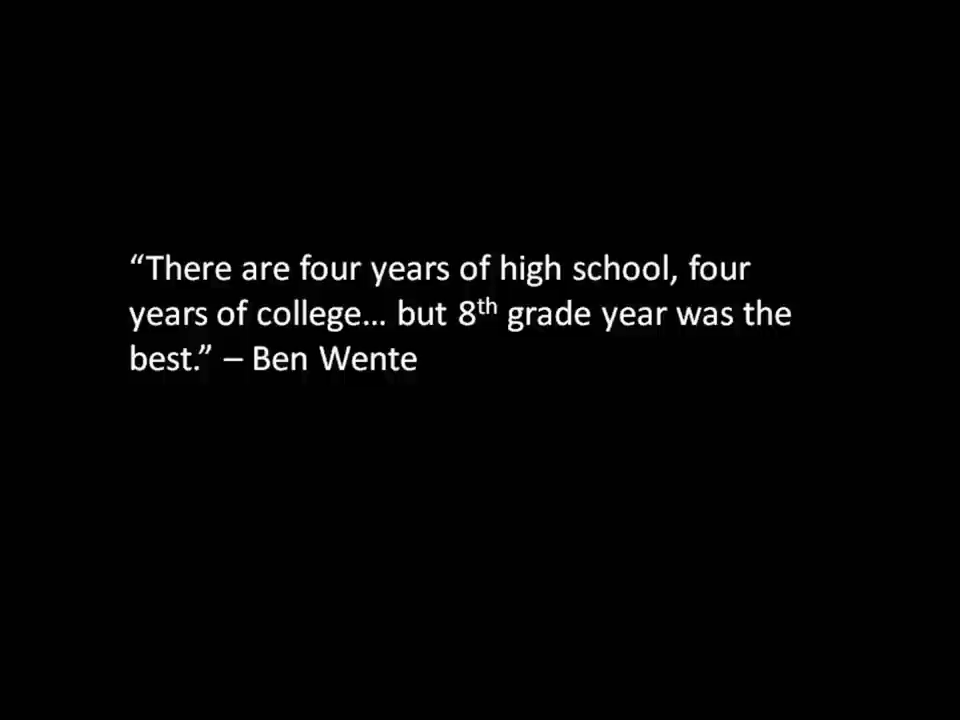 “There are four years of high school, four
years of college… but 8th grade year was the
best.” – Ben Wente